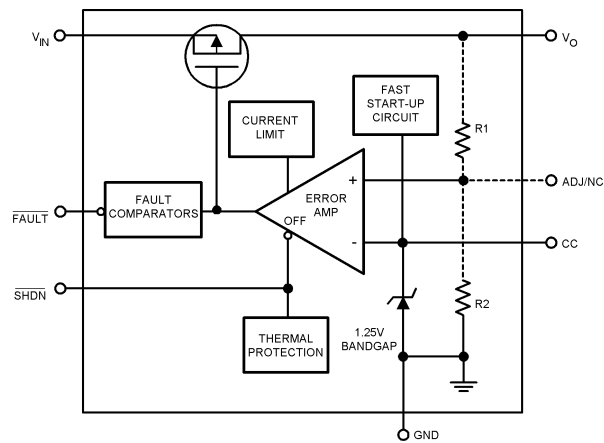 V_IN
V_O
FAST
START-UP
CIRCUIT
CURRENT
LIMIT
R1
+
ADJ/NC
ERROR
AMP
FAULT
COMPARATORS
FAULT
OFF
-
CC
SHDN
R2
1.25V
BANDGAP
THERMAL
PROTECTION
GND